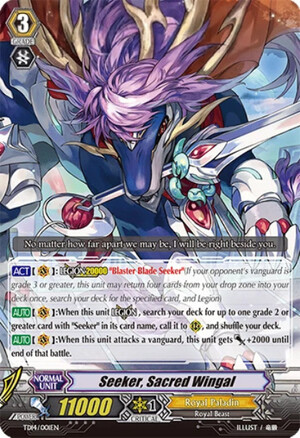 3
GRADE
No matter how far apart we may be, I will be right beside you.
ACT [V]:LEGION 20000 "Blaster Blade Seeker"(If your opponent's vanguard is
grade 3 or greater, this unit may return four cards from your drop zone into your
deck once, search your deck for the specified card, and Legion)
AUTO [V]:When this unit LEGION, search your deck for up to one grade 2 or
greater card with "Seeker" in its card name, call it to R, and shuffle your deck.
AUTO [V]:When this unit attacks a vanguard, this unit gets +2000 until
end of that battle.
NORMAL
UNIT
Seeker, Sacred Wingal
POWER
11000
1
CRITICAL
Royal Paladin
Royal Beast
TD14/001EN
ILLUST / 竜徹